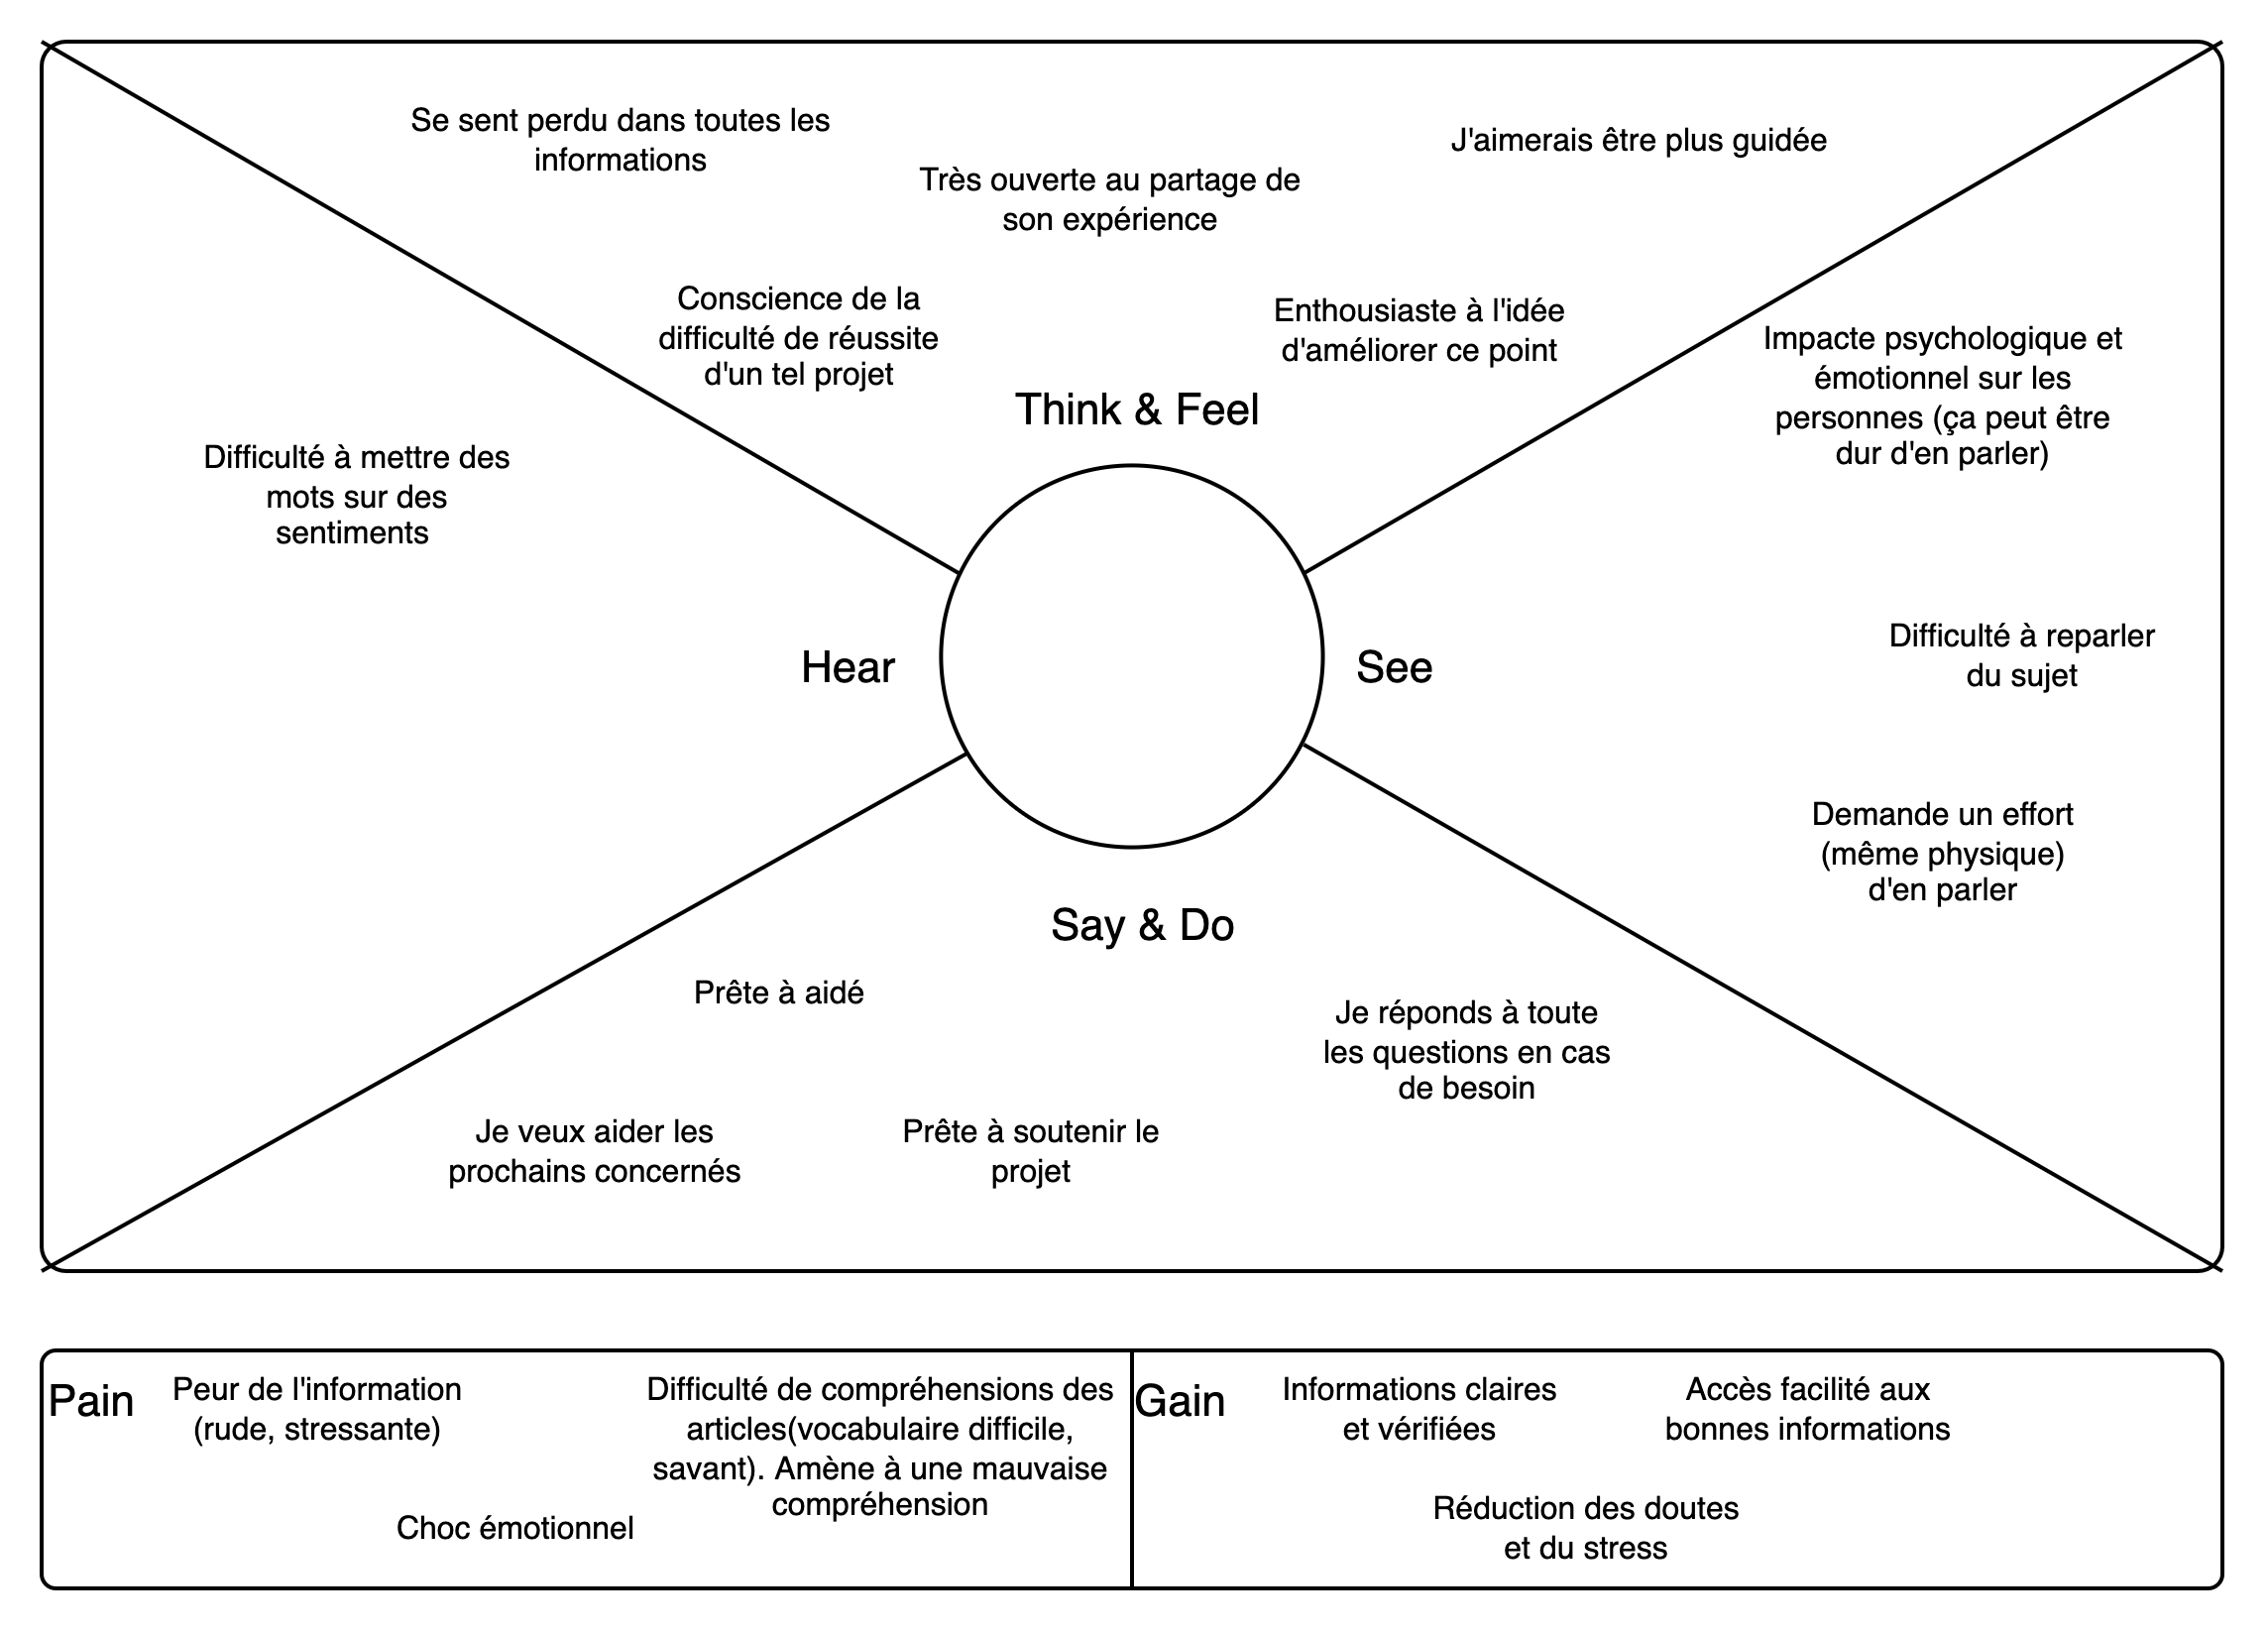 Se sent perdu dans toutes les
informations
Très ouverte au partage de
son expérience
J'aimerais être plus guidée
Conscience de la
difficulté de réussite
d'un tel projet
Enthousiaste à l'idée
d'améliorer ce point
Think & Feel
Difficulté à mettre des
mots sur des
sentiments
Hear
See
Impacte psychologique et
émotionnel sur les
personnes (ça peut être
dur d'en parler)
Difficulté à reparler
du sujet
Demande un effort
(même physique)
d'en parler
Say & Do
Prête à aidé
Je réponds à toute
les questions en cas
de besoin
Je veux aider les
prochains concernés
Prête à soutenir le
projet
Pain
Peur de l'information
(rude, stressante)
Choc émotionnel
Difficulté de compréhensions des
articles(vocabulaire difficile,
savant). Amène à une mauvaise
compréhension
Gain
Informations claires
et vérifiées
Accès facilité aux
bonnes informations
Réduction des doutes
et du stress